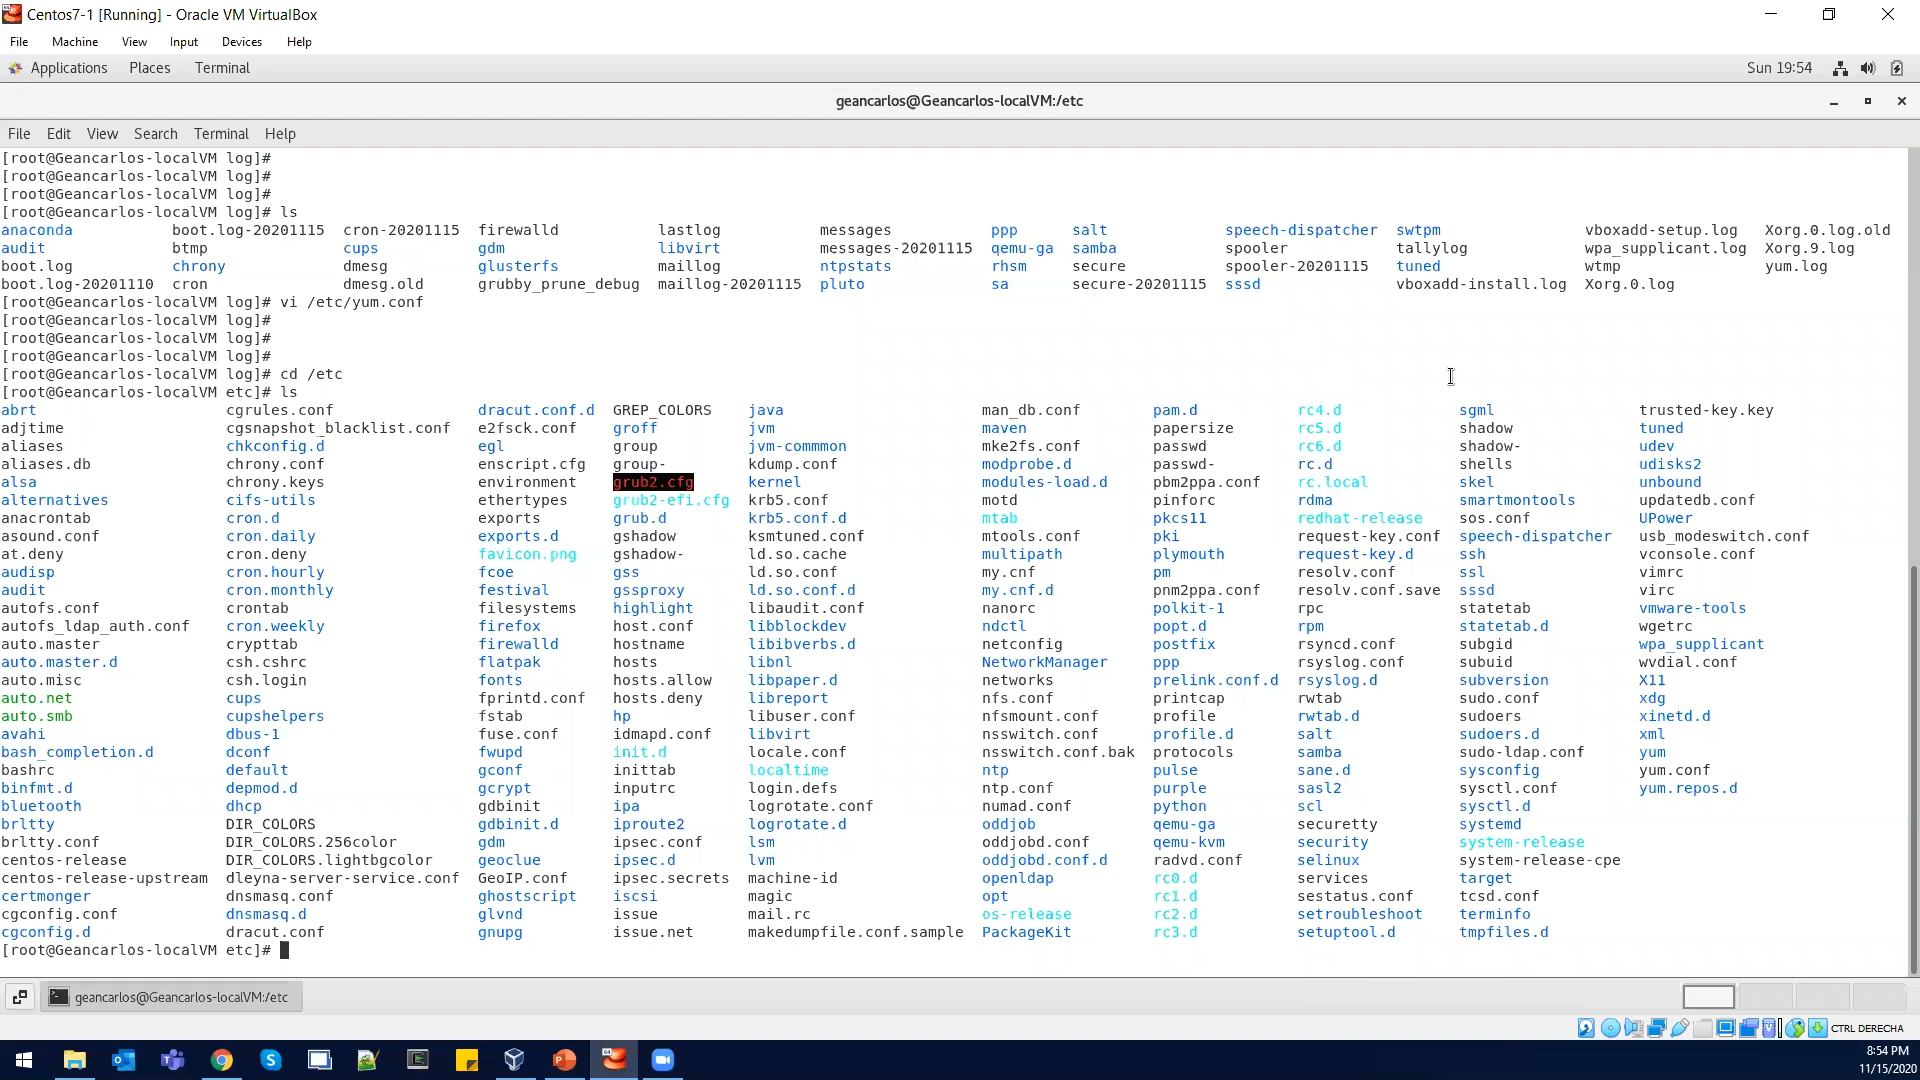 Centos7-1 [Running] - Oracle VM VirtualBox
File Machine View Input Devices Help
Applications Places Terminal Sun 19:54
geancarlos@Geancarlos-localVM:/etc
File Edit View Search Terminal Help
[root@Geancarlos-localVM log]#
[root@Geancarlos-localVM log]#
[root@Geancarlos-localVM log]#
[root@Geancarlos-localVM log]# ls
anaconda boot.log-20201115 cron-20201115 firewalld lastlog messages ppp salt speech-dispatcher swtpm vboxadd-setup.log Xorg.0.log.old
audit btmp cups gdm libvirt messages-20201115 qemu-ga samba spooler tallylog wpa_supplicant.log Xorg.9.log
boot.log chrony dmesg glusterfs maillog ntpstats rhsm secure spooler-20201115 tuned wtmp yum.log
boot.log-20201110 cron dmesg.old grubby_prune_debug maillog-20201115 pluto sa secure-20201115 sssd vboxadd-install.log Xorg.0.log
[root@Geancarlos-localVM log]# vi /etc/yum.conf
[root@Geancarlos-localVM log]#
[root@Geancarlos-localVM log]#
[root@Geancarlos-localVM log]#
[root@Geancarlos-localVM log]# cd /etc
[root@Geancarlos-localVM etc]# ls
abrt cgrules.conf dracut.conf.d GREP_COLORS java man_db.conf pam.d rc4.d sgml trusted-key.key
adjtime cgsnapshot_blacklist.conf e2fsck.conf groff jvm maven papersize rc5.d shadow tuned
aliases chkconfig.d egl group jvm-commmon mke2fs.conf passwd rc6.d shadow- udev
aliases.db chrony.conf enscript.cfg group- kdump.conf modprobe.d passwd- rc.d shells udisks2
alsa chrony.keys environment grub2.cfg kernel modules-load.d pbm2ppa.conf rc.local skel unbound
alternatives cifs-utils ethertypes grub2-efi.cfg krb5.conf motd pinforc rdma smartmontools updatedb.conf
anacrontab cron.d exports grub.d krb5.conf.d mtab pkcs11 redhat-release sos.conf UPower
asound.conf cron.daily exports.d gshadow ksmtuned.conf mtools.conf pki request-key.conf speech-dispatcher usb_modeswitch.conf
at.deny cron.deny favicon.png gshadow- ld.so.cache multipath plymouth request-key.d ssh vconsole.conf
audisp cron.hourly fcoe gss ld.so.conf my.cnf pm resolv.conf ssl vimrc
audit cron.monthly festival gssproxy ld.so.conf.d my.cnf.d pnm2ppa.conf resolv.conf.save sssd virc
autofs.conf crontab filesystems highlight libaudit.conf nanorc polkit-1 rpc statetab vmware-tools
autofs_ldap_auth.conf cron.weekly firefox host.conf libblockdev ndctl popt.d rpm statetab.d wgetrc
auto.master crypttab firewalld hostname libibverbs.d netconfig postfix rsyncd.conf subgid wpa_supplicant
auto.master.d csh.cshrc flatpak hosts libnl NetworkManager ppp rsyslog.conf subuid wvdial.conf
auto.misc csh.login fonts hosts.allow libpaper.d networks prelink.conf.d rsyslog.d subversion X11
auto.net cups fprintd.conf hosts.deny libreport nfs.conf printcap rwtab sudo.conf xdg
auto.smb cupshelpers fstab hp libuser.conf nfsmount.conf profile rwtab.d sudoers xinetd.d
avahi dbus-1 fuse.conf idmapd.conf libvirt nsswitch.conf profile.d salt sudoers.d xml
bash_completion.d dconf fwupd init.d locale.conf nsswitch.conf.bak protocols samba sudo-ldap.conf yum
bashrc default gconf inittab localtime ntp pulse sane.d sysconfig yum.conf
binfmt.d depmod.d gcrypt inputrc login.defs ntp.conf purple sasl2 sysctl.conf yum.repos.d
bluetooth dhcp gdbinit ipa logrotate.conf numad.conf python scl sysctl.d
brltty DIR_COLORS gdbinit.d iproute2 logrotate.d oddjob qemu-ga securetty systemd
brltty.conf DIR_COLORS.256color gdm ipsec.conf lsm oddjobd.conf qemu-kvm security system-release
centos-release DIR_COLORS.lightbgcolor geoclue ipsec.d lvm oddjobd.conf.d radvd.conf selinux system-release-cpe
centos-release-upstream dleyna-server-service.conf GeoIP.conf ipsec.secrets machine-id openldap rc0.d services target
certmonger dnsmasq.conf ghostscript iscsi magic opt rc1.d sestatus.conf tcsd.conf
cgconfig.conf dnsmasq.d glvnd issue mail.rc os-release rc2.d setroubleshoot terminfo
cgconfig.d dracut.conf gnupg issue.net makedumpfile.conf.sample PackageKit rc3.d setuptool.d tmpfiles.d
[root@Geancarlos-localVM etc]#
geancarlos@Geancarlos-localVM:/etc
CTRL DERECHA
8:54 PM
11/15/2020